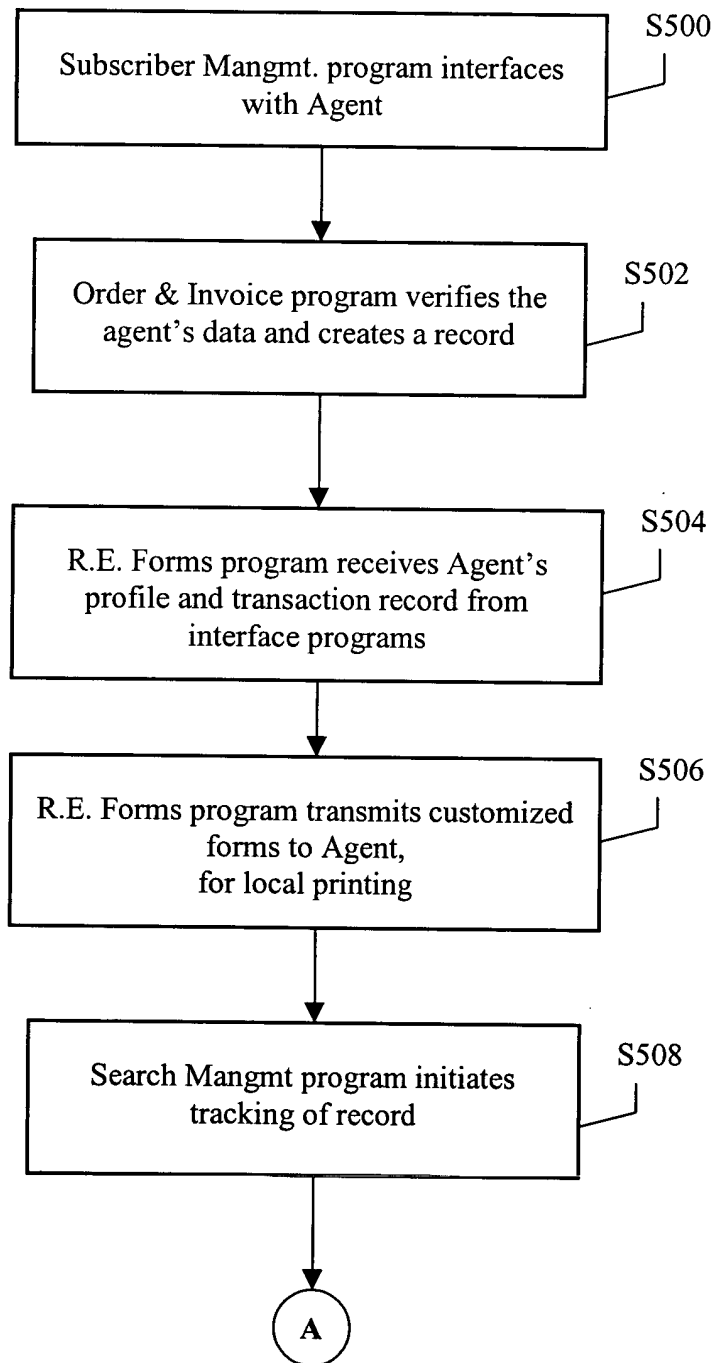 S500
Subscriber Mangmt. program interfaces
with Agent
S502
Order & Invoice program verifies the
agent's data and creates a record
S504
R.E. Forms program receives Agent's
profile and transaction record from
interface programs
S506
R.E. Forms program transmits customized
forms to Agent,
for local printing
S508
Search Mangmt program initiates
tracking of record
A